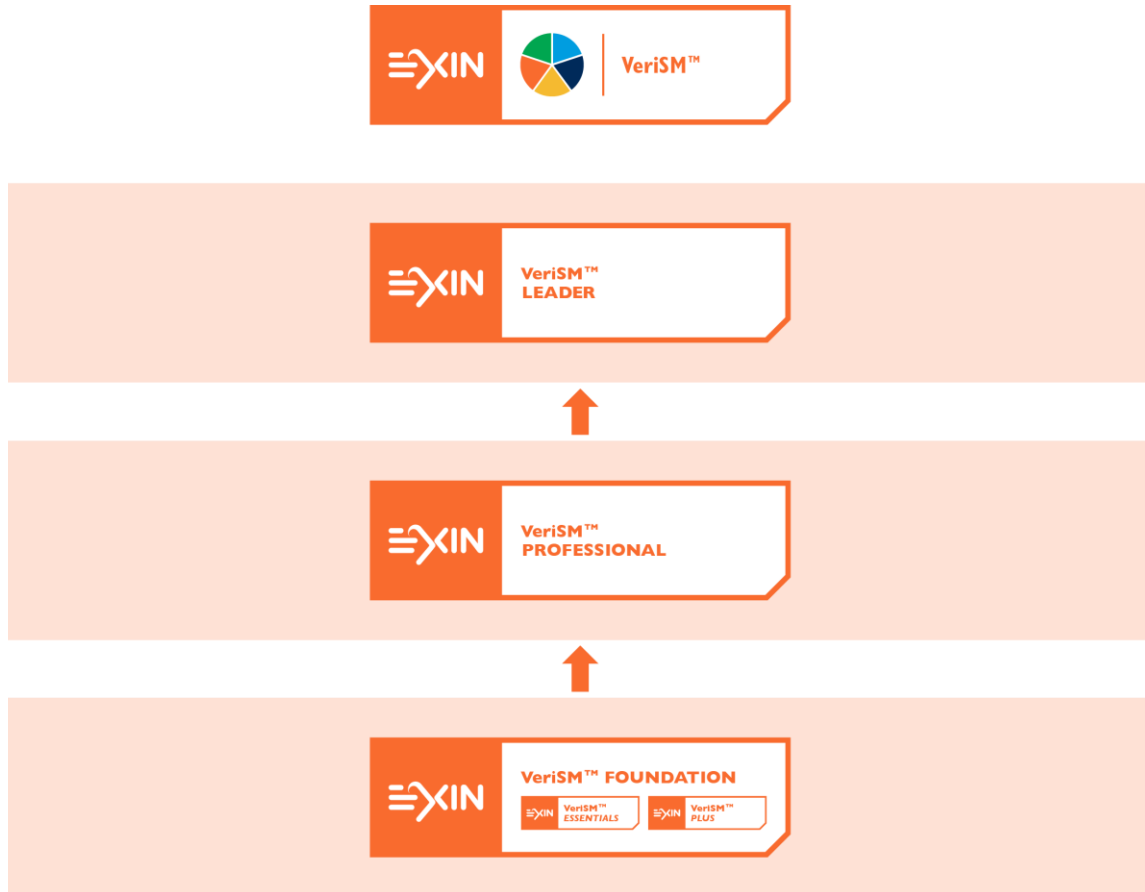 EXIN VeriSM™
EXIN VeriSM™
LEADER
EXIN VeriSM™
PROFESSIONAL
EXIN VeriSM™ FOUNDATION
EXIN VeriSM™
ESSENTIALS
EXIN VeriSM™
PLUS